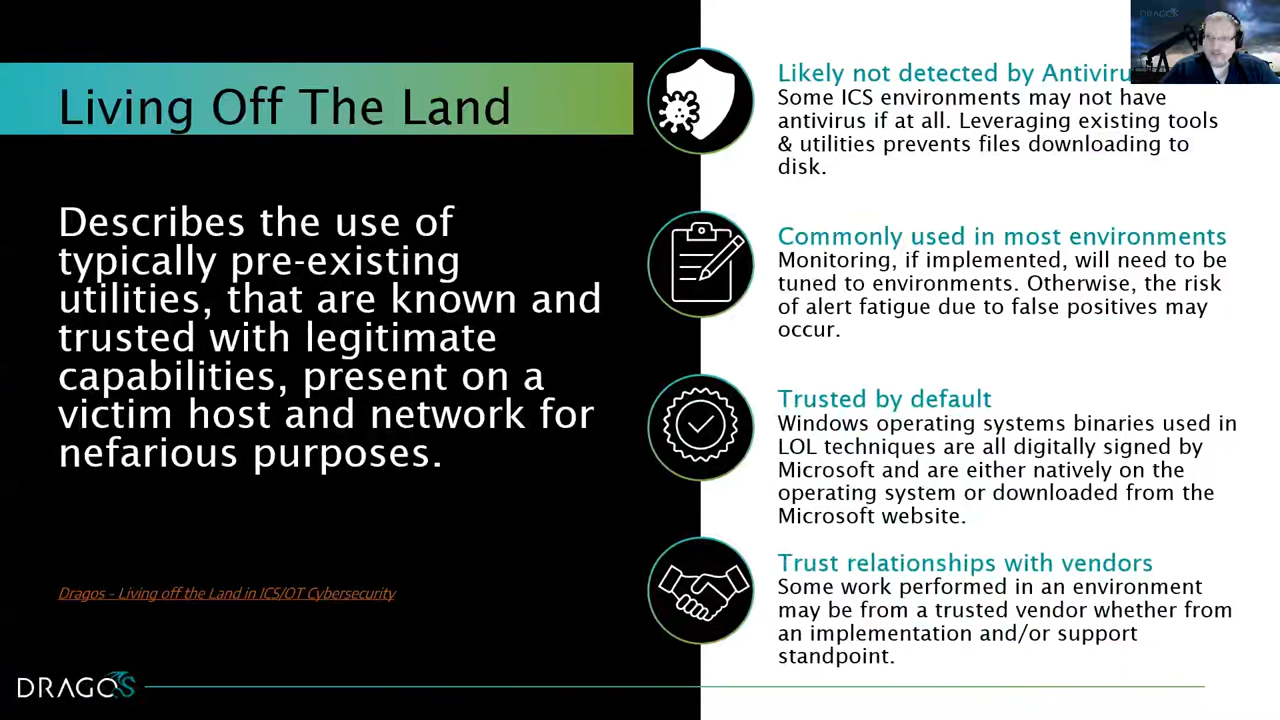 Living Off The Land
Describes the use of
typically pre-existing
utilities, that are known and
trusted with legitimate
capabilities, present on a
victim host and network for
nefarious purposes.
Dragos - Living off the Land in ICS/OT Cybersecurity
DRAGOS
Likely not detected by Antiviru
Some ICS environments may not have
antivirus if at all. Leveraging existing tools
& utilities prevents files downloading to
disk.
Commonly used in most environments
Monitoring, if implemented, will need to be
tuned to environments. Otherwise, the risk
of alert fatigue due to false positives may
occur.
Trusted by default
Windows operating systems binaries used in
LOL techniques are all digitally signed by
Microsoft and are either natively on the
operating system or downloaded from the
Microsoft website.
Trust relationships with vendors
Some work performed in an environment
may be from a trusted vendor whether from
an implementation and/or support
standpoint.
DRAGOS